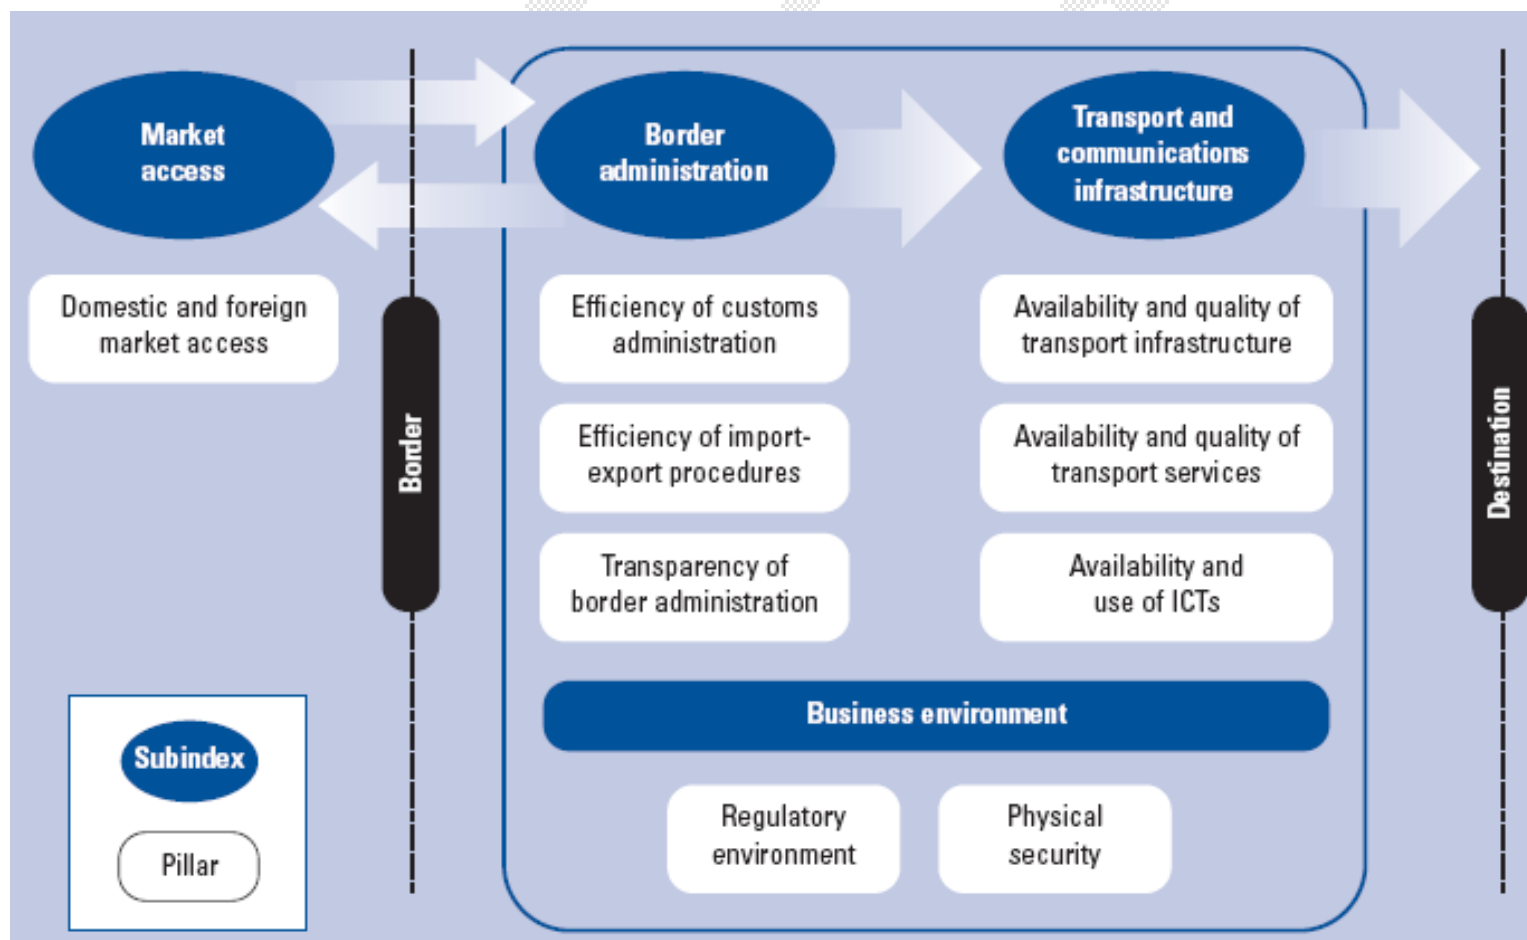 Market
access
Border
administration
Transport and
communications
infrastructure
Domestic and foreign
market access
Efficiency of customs
administration
Availability and quality of
transport infrastructure
Efficiency of import-
export procedures
Availability and quality of
transport services
Transparency of
border administration
Availability and
use of ICTs
Border
Destination
Business environment
Regulatory
environment
Physical
security
Subindex
Pillar